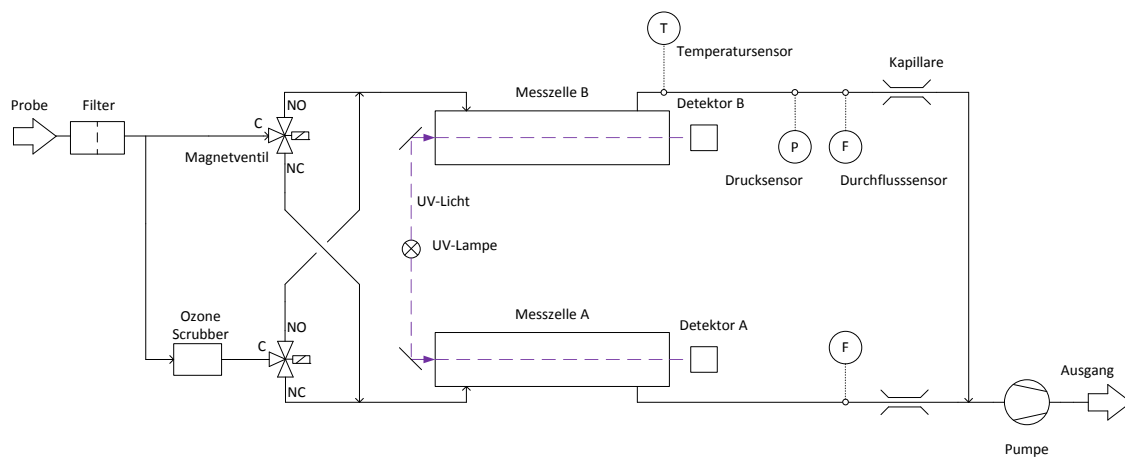 T
Temperatursensor
Kapillare
Probe
Filter
NO
Messzelle B
Detektor B
C
Magnetventil
P
F
NC
Drucksensor
Durchflusssensor
UV-Licht
UV-Lampe
Ozone
Scrubber
NO
Messzelle A
Detektor A
F
C
Ausgang
NC
Pumpe